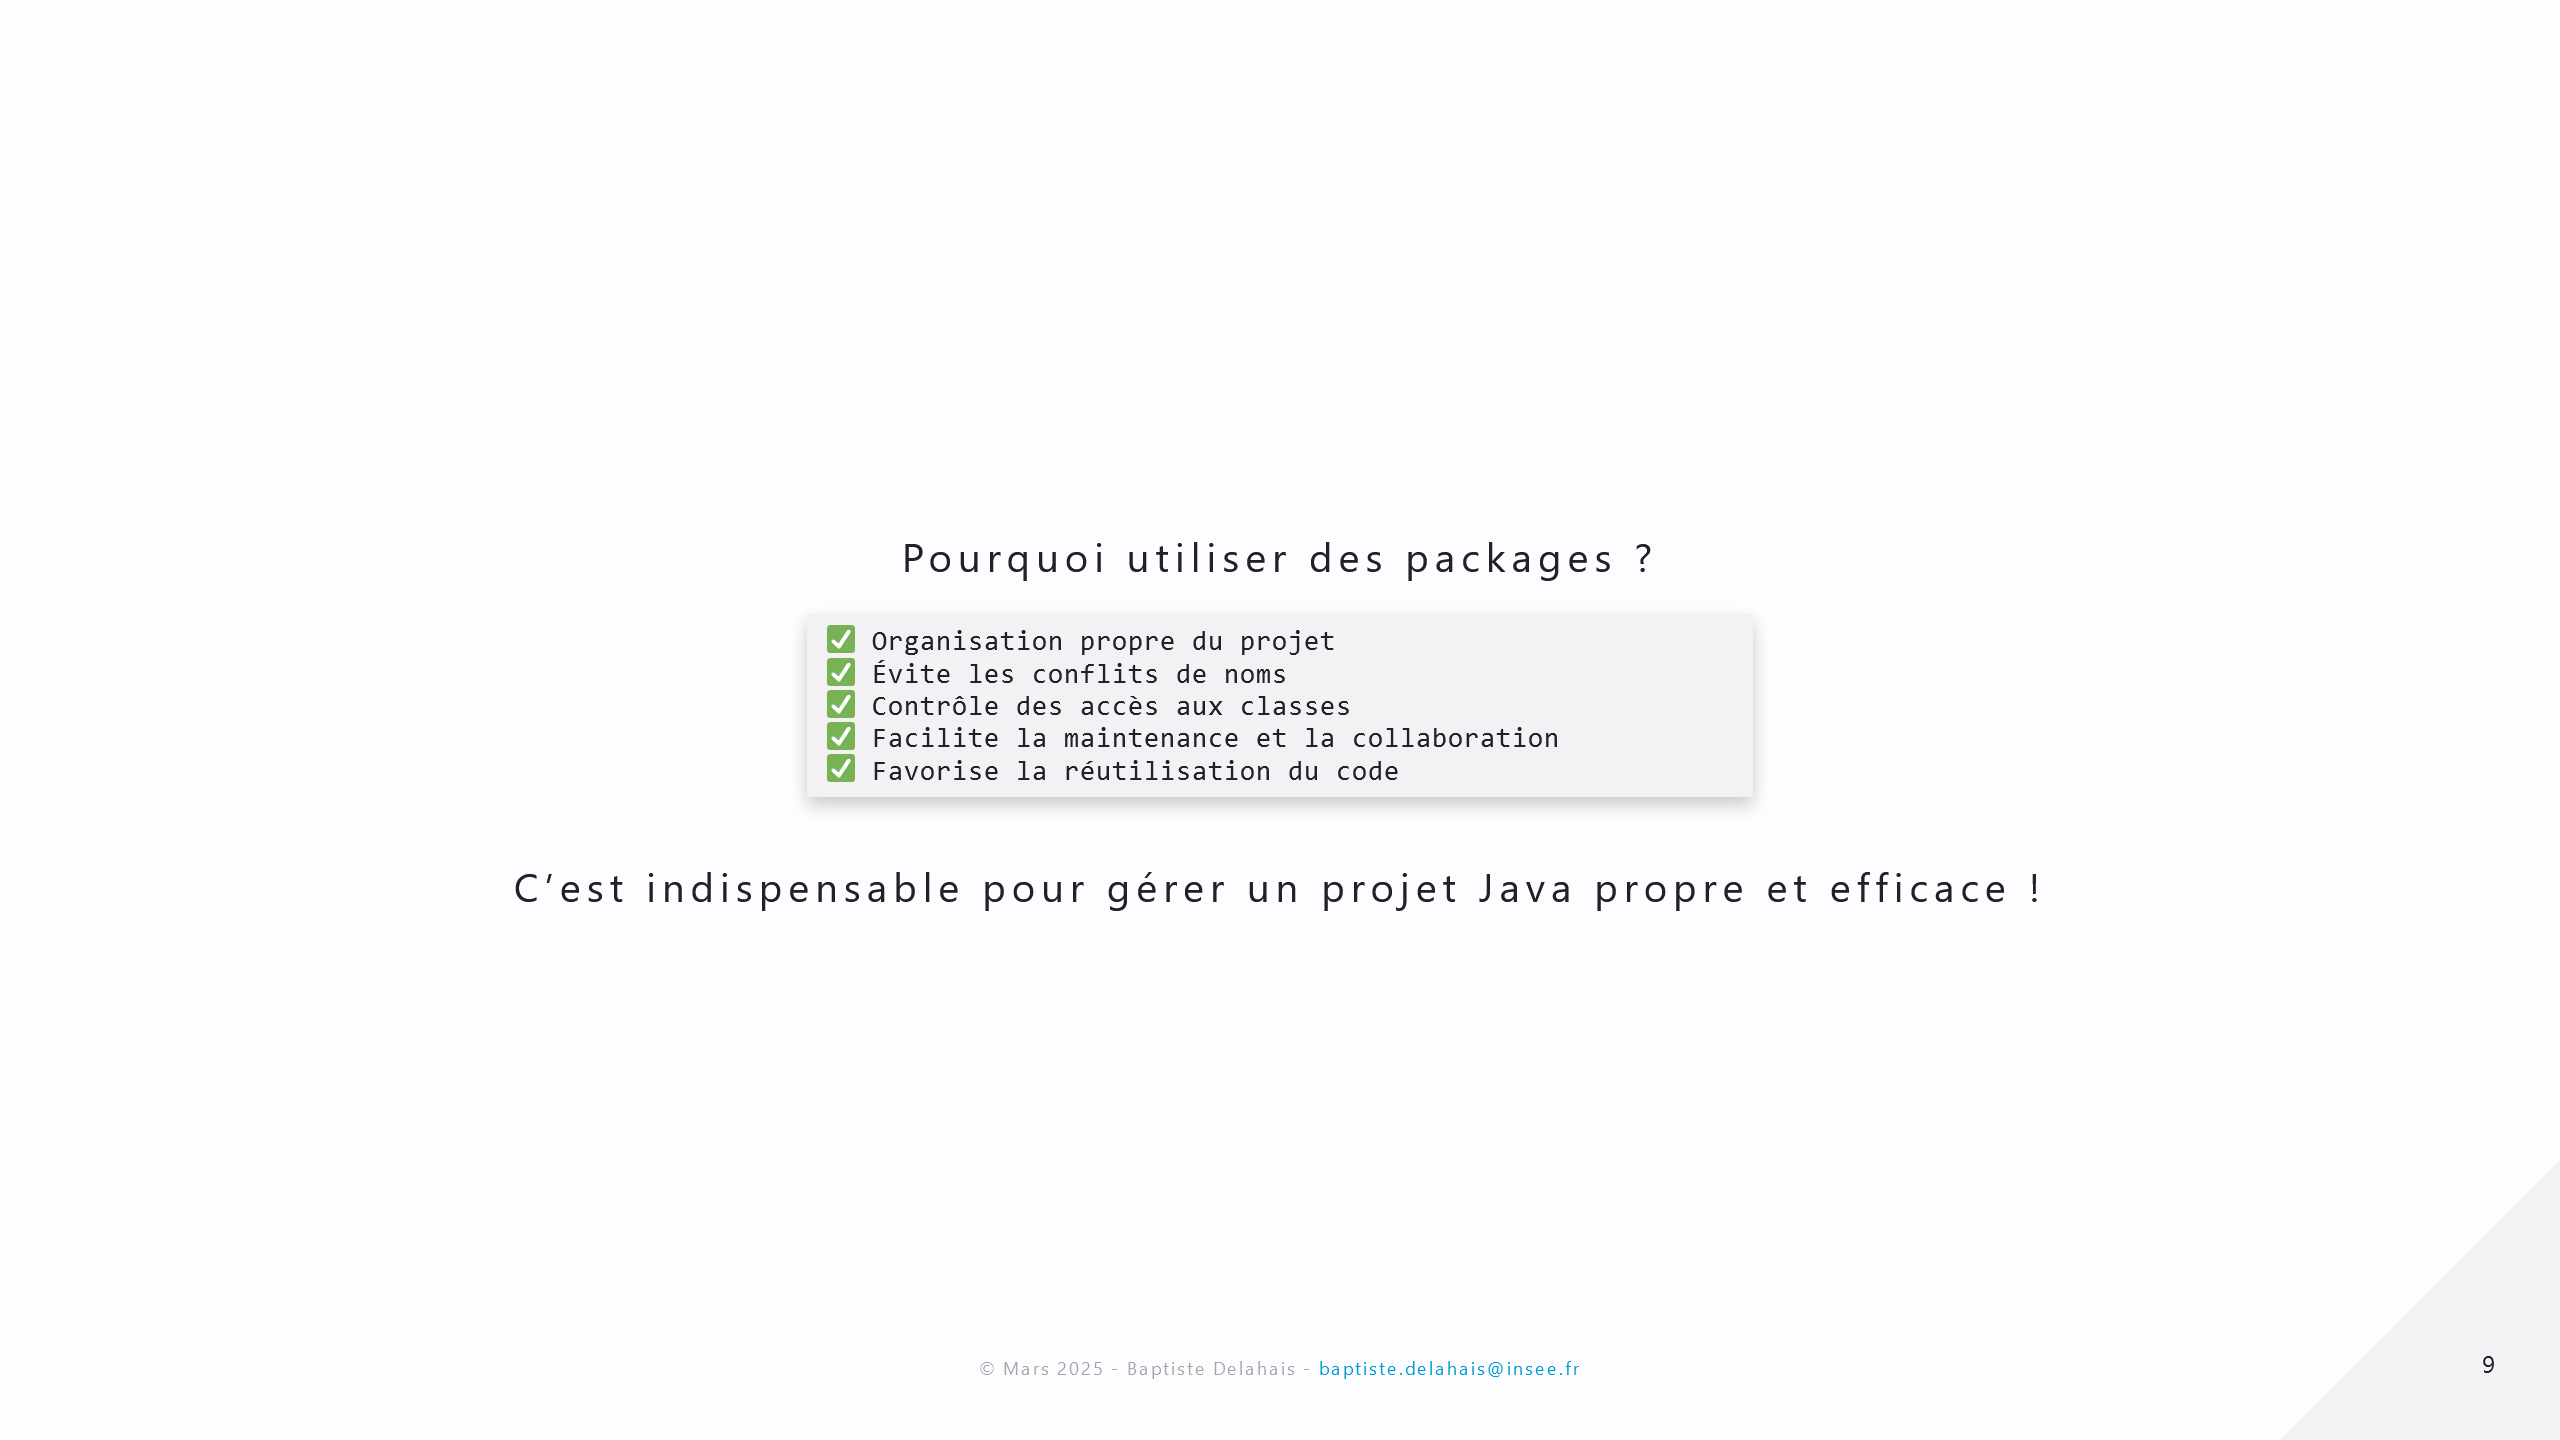 Pourquoi utiliser des packages ?
✅ Organisation propre du projet
✅ Évite les conflits de noms
✅ Contrôle des accès aux classes
✅ Facilite la maintenance et la collaboration
✅ Favorise la réutilisation du code
C’est indispensable pour gérer un projet Java propre et efficace !
© Mars 2025 - Baptiste Delahais - baptiste.delahais@insee.fr
9